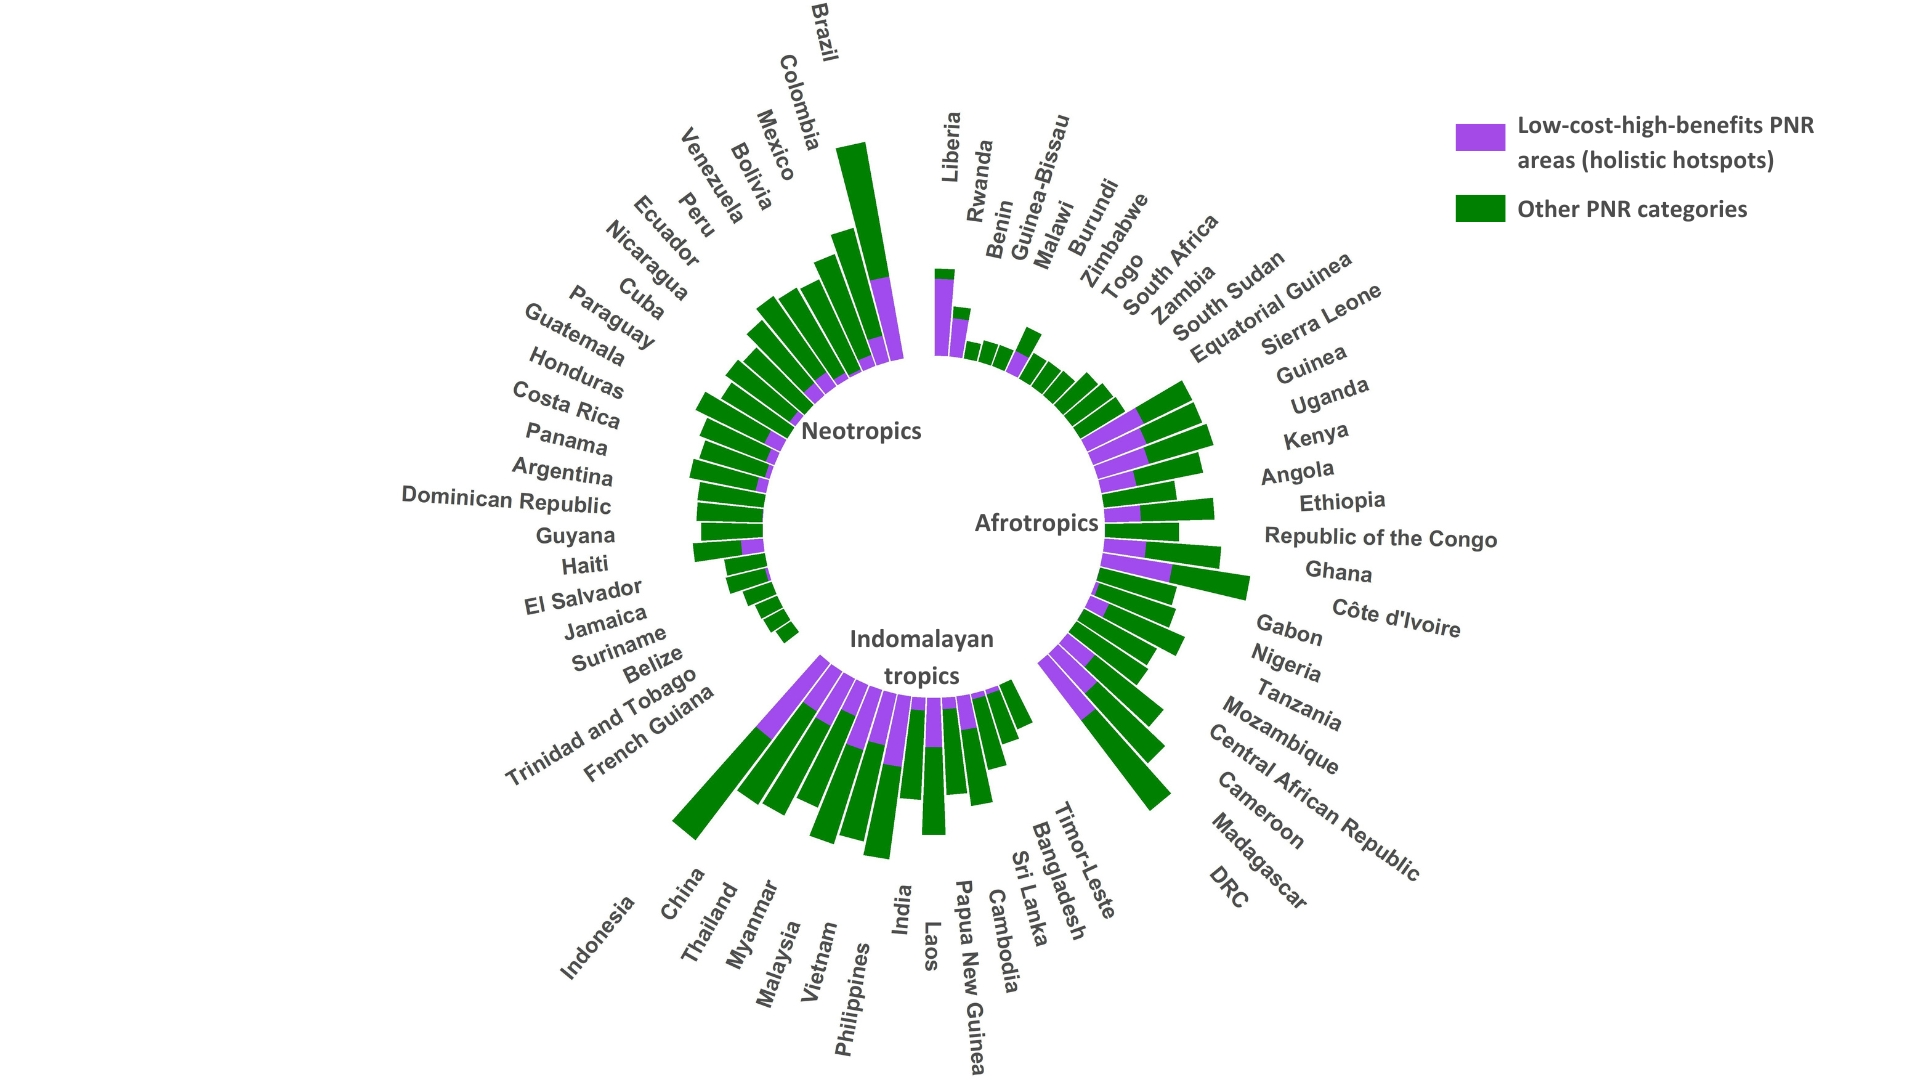 Brazil
Colombia
Mexico
Bolivia
Venezuela
Peru
Ecuador
Nicaragua
Cuba
Paraguay
Guatemala
Honduras
Costa Rica
Panama
Argentina
Dominican Republic
Guyana
Haiti
El Salvador
Jamaica
Suriname
Belize
Trinidad and Tobago
French Guiana
Neotropics
Liberia
Rwanda
Benin
Guinea-Bissau
Malawi
Burundi
Zimbabwe
Togo
South Africa
Zambia
South Sudan
Equatorial Guinea
Sierra Leone
Guinea
Uganda
Kenya
Angola
Ethiopia
Republic of the Congo
Ghana
Côte d'Ivoire
Gabon
Nigeria
Tanzania
Mozambique
Central African Republic
Cameroon
Madagascar
DRC
Afrotropics
Timor-Leste
Bangladesh
Sri Lanka
Cambodia
Papua New Guinea
Laos
India
Philippines
Vietnam
Malaysia
Myanmar
Thailand
China
Indonesia
Indomalayan
tropics
Low-cost-high-benefits PNR
areas (holistic hotspots)
Other PNR categories